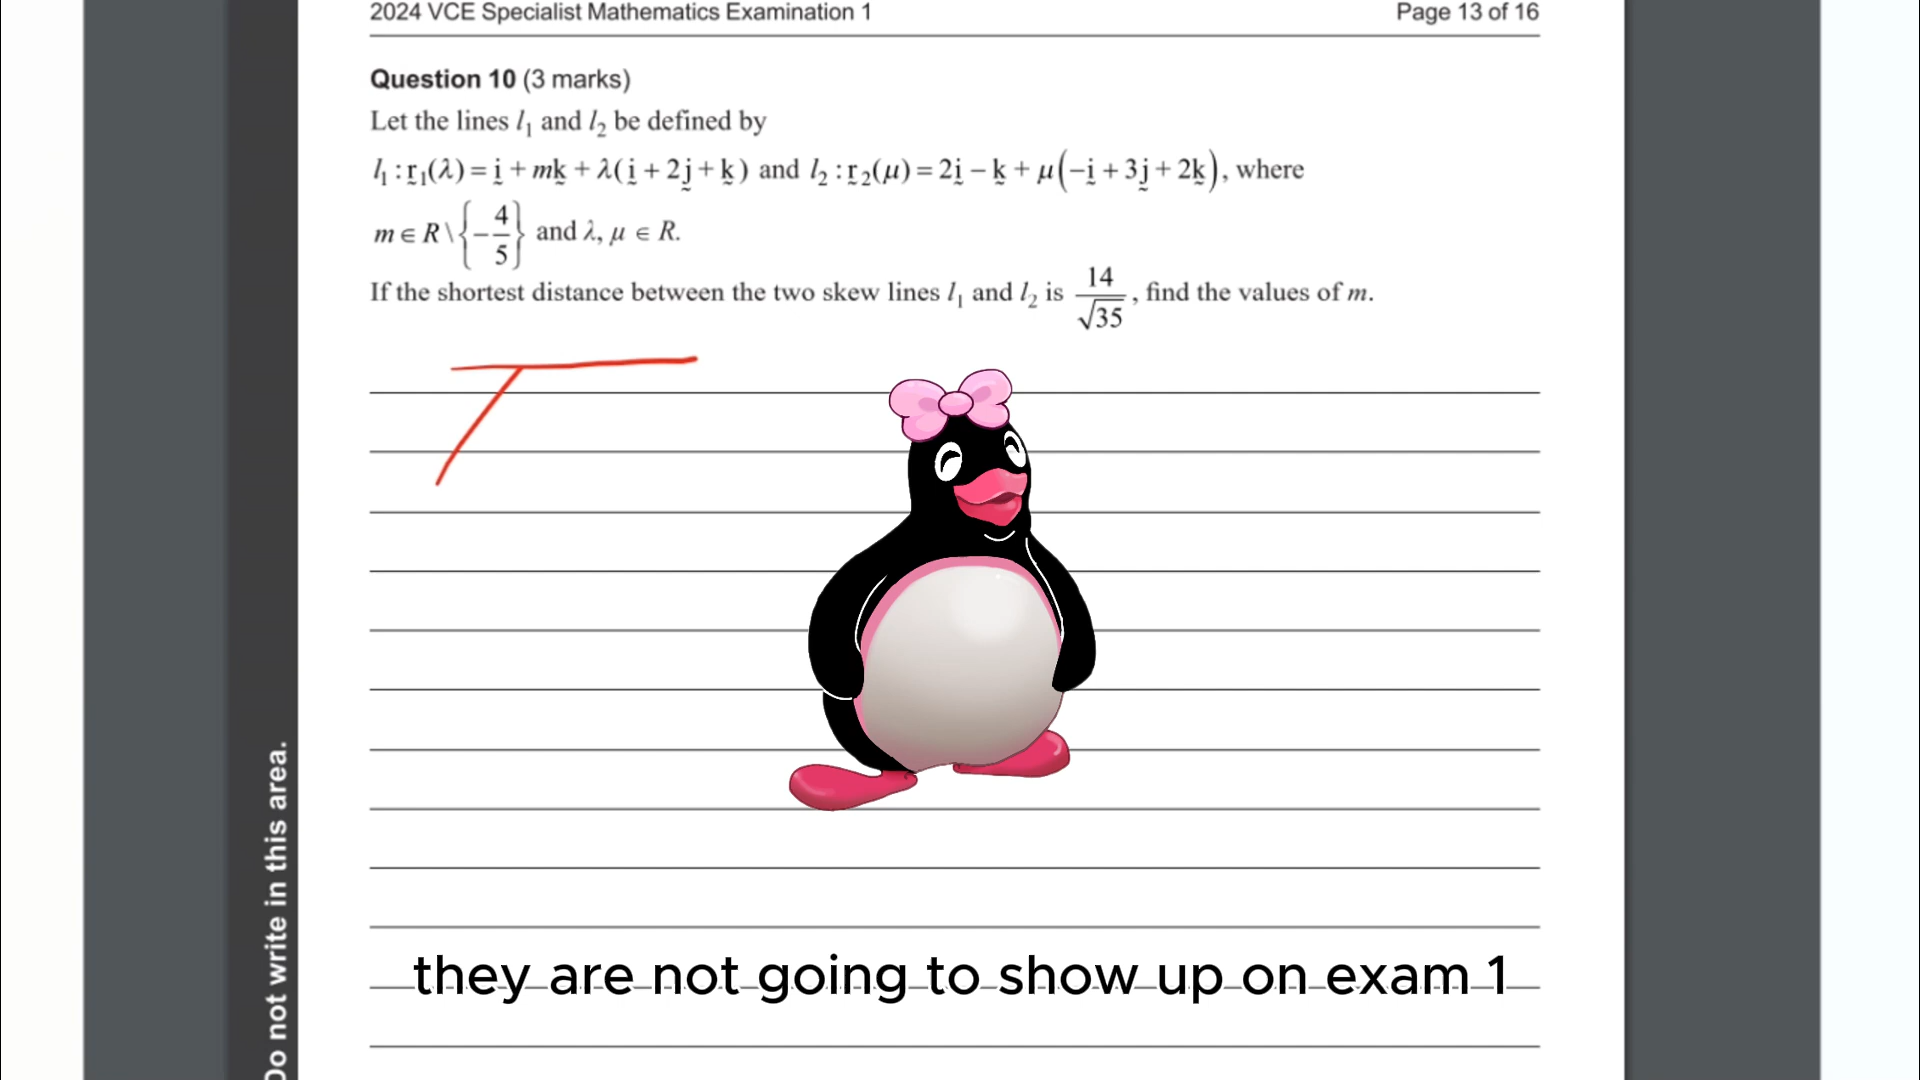 2024 VCE Specialist Mathematics Examination 1
Page 13 of 16
Question 10 (3 marks)
Let the lines l₁ and l₂ be defined by
l₁ : r̰₁(λ) = ḭ + mk̰ + λ(ḭ + 2j̰ + k̰) and l₂ : r̰₂(μ) = 2ḭ − k̰ + μ(−ḭ + 3j̰ + 2k̰), where
m ∈ R \ {−4/5} and λ, μ ∈ R.
If the shortest distance between the two skew lines l₁ and l₂ is 14/√35, find the values of m.
Do not write in this area.
they are not going to show up on exam 1